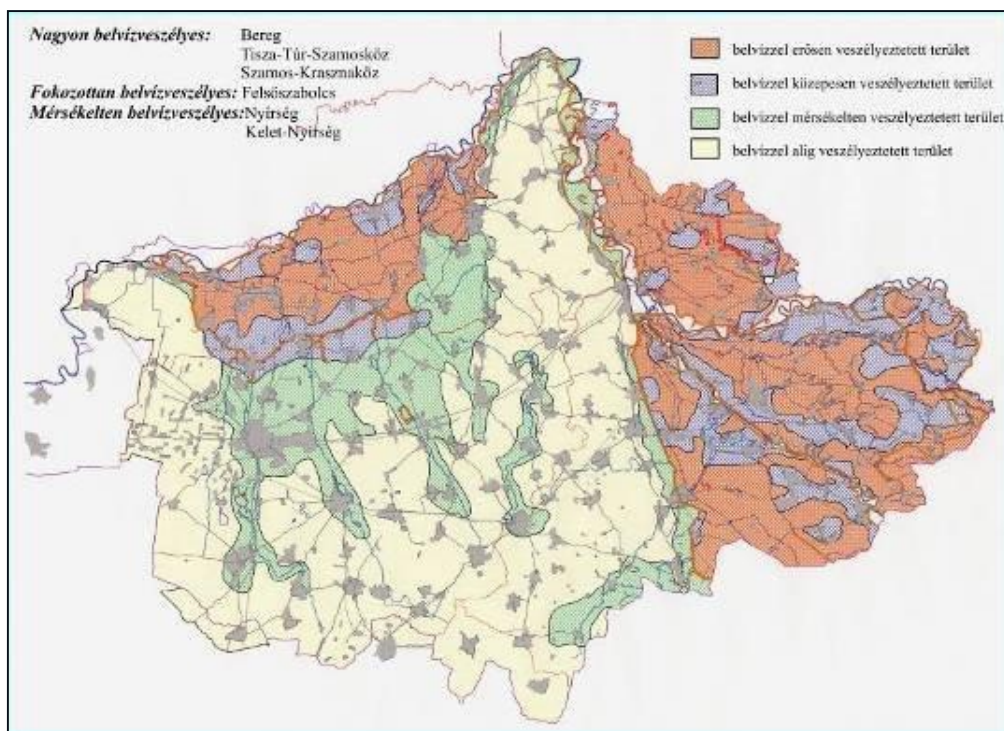 Nagyon belvízveszélyes: Bereg
Tisza-Túr-Szamosköz
Szamos-Krasznaköz
Fokozottan belvízveszélyes: Felsőszabolcs
Mérsékelten belvízveszélyes: Nyírség
Kelet-Nyírség
belvízzel erősen veszélyeztetett terület
belvízzel közepesen veszélyeztetett terület
belvízzel mérsékelten veszélyeztetett terület
belvízzel alig veszélyeztetett terület